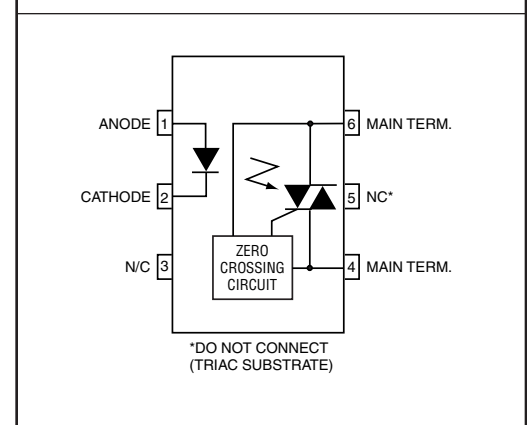 ANODE 1
6 MAIN TERM.
CATHODE 2
5 NC*
N/C 3
ZERO
CROSSING
CIRCUIT
4 MAIN TERM.
*DO NOT CONNECT
(TRIAC SUBSTRATE)